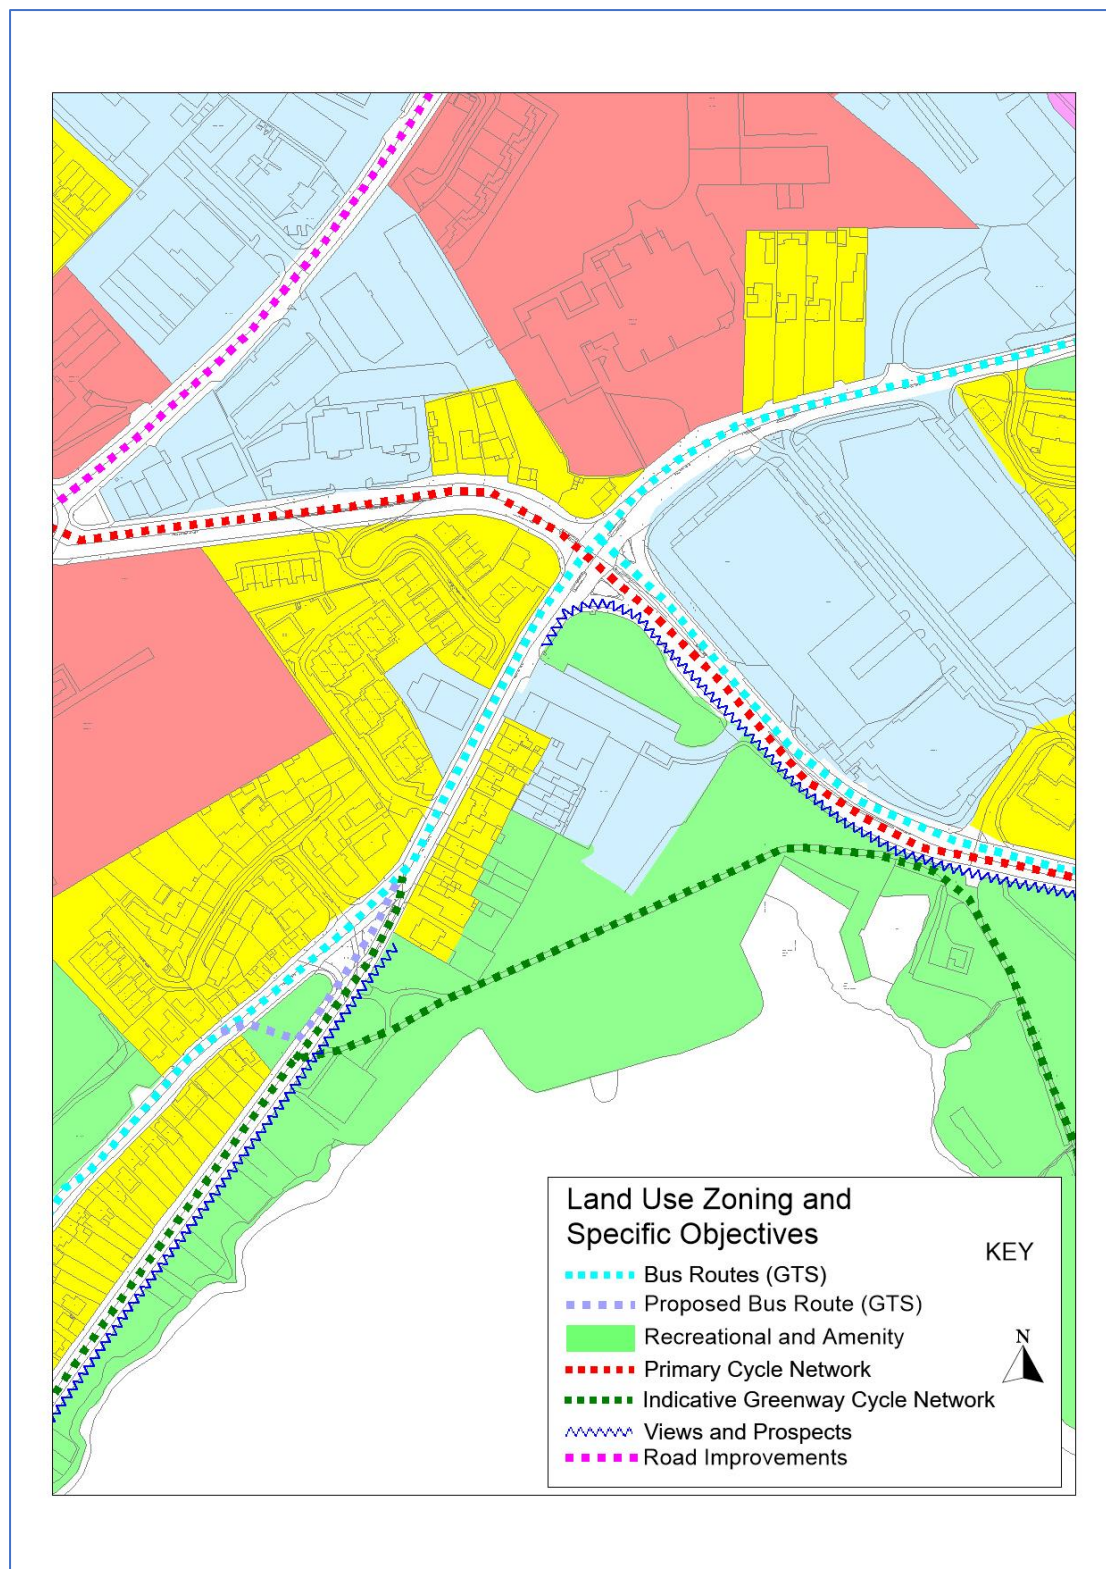 Land Use Zoning and
Specific Objectives
KEY
Bus Routes (GTS)
Proposed Bus Route (GTS)
Recreational and Amenity
N
Primary Cycle Network
Indicative Greenway Cycle Network
Views and Prospects
Road Improvements